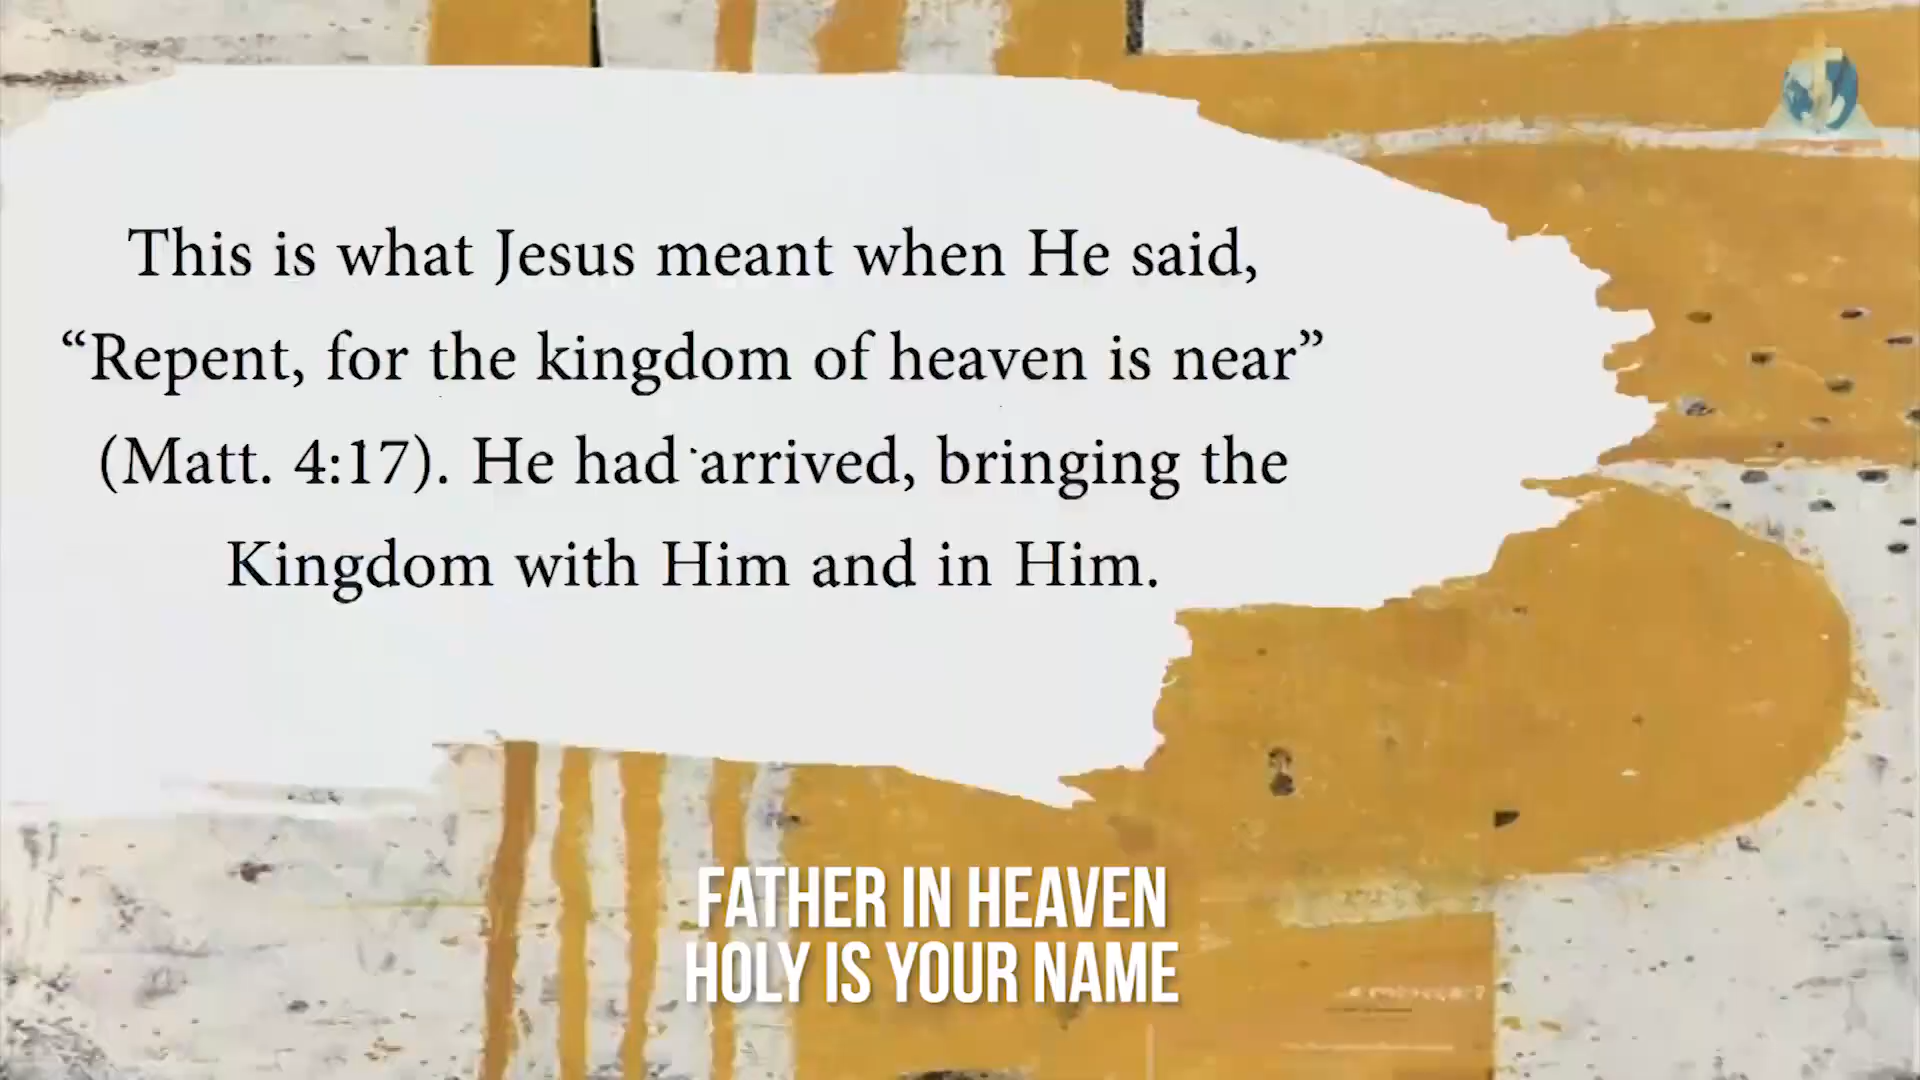 This is what Jesus meant when He said,
“Repent, for the kingdom of heaven is near”
(Matt. 4:17). He had arrived, bringing the
Kingdom with Him and in Him.
FATHER IN HEAVEN
HOLY IS YOUR NAME